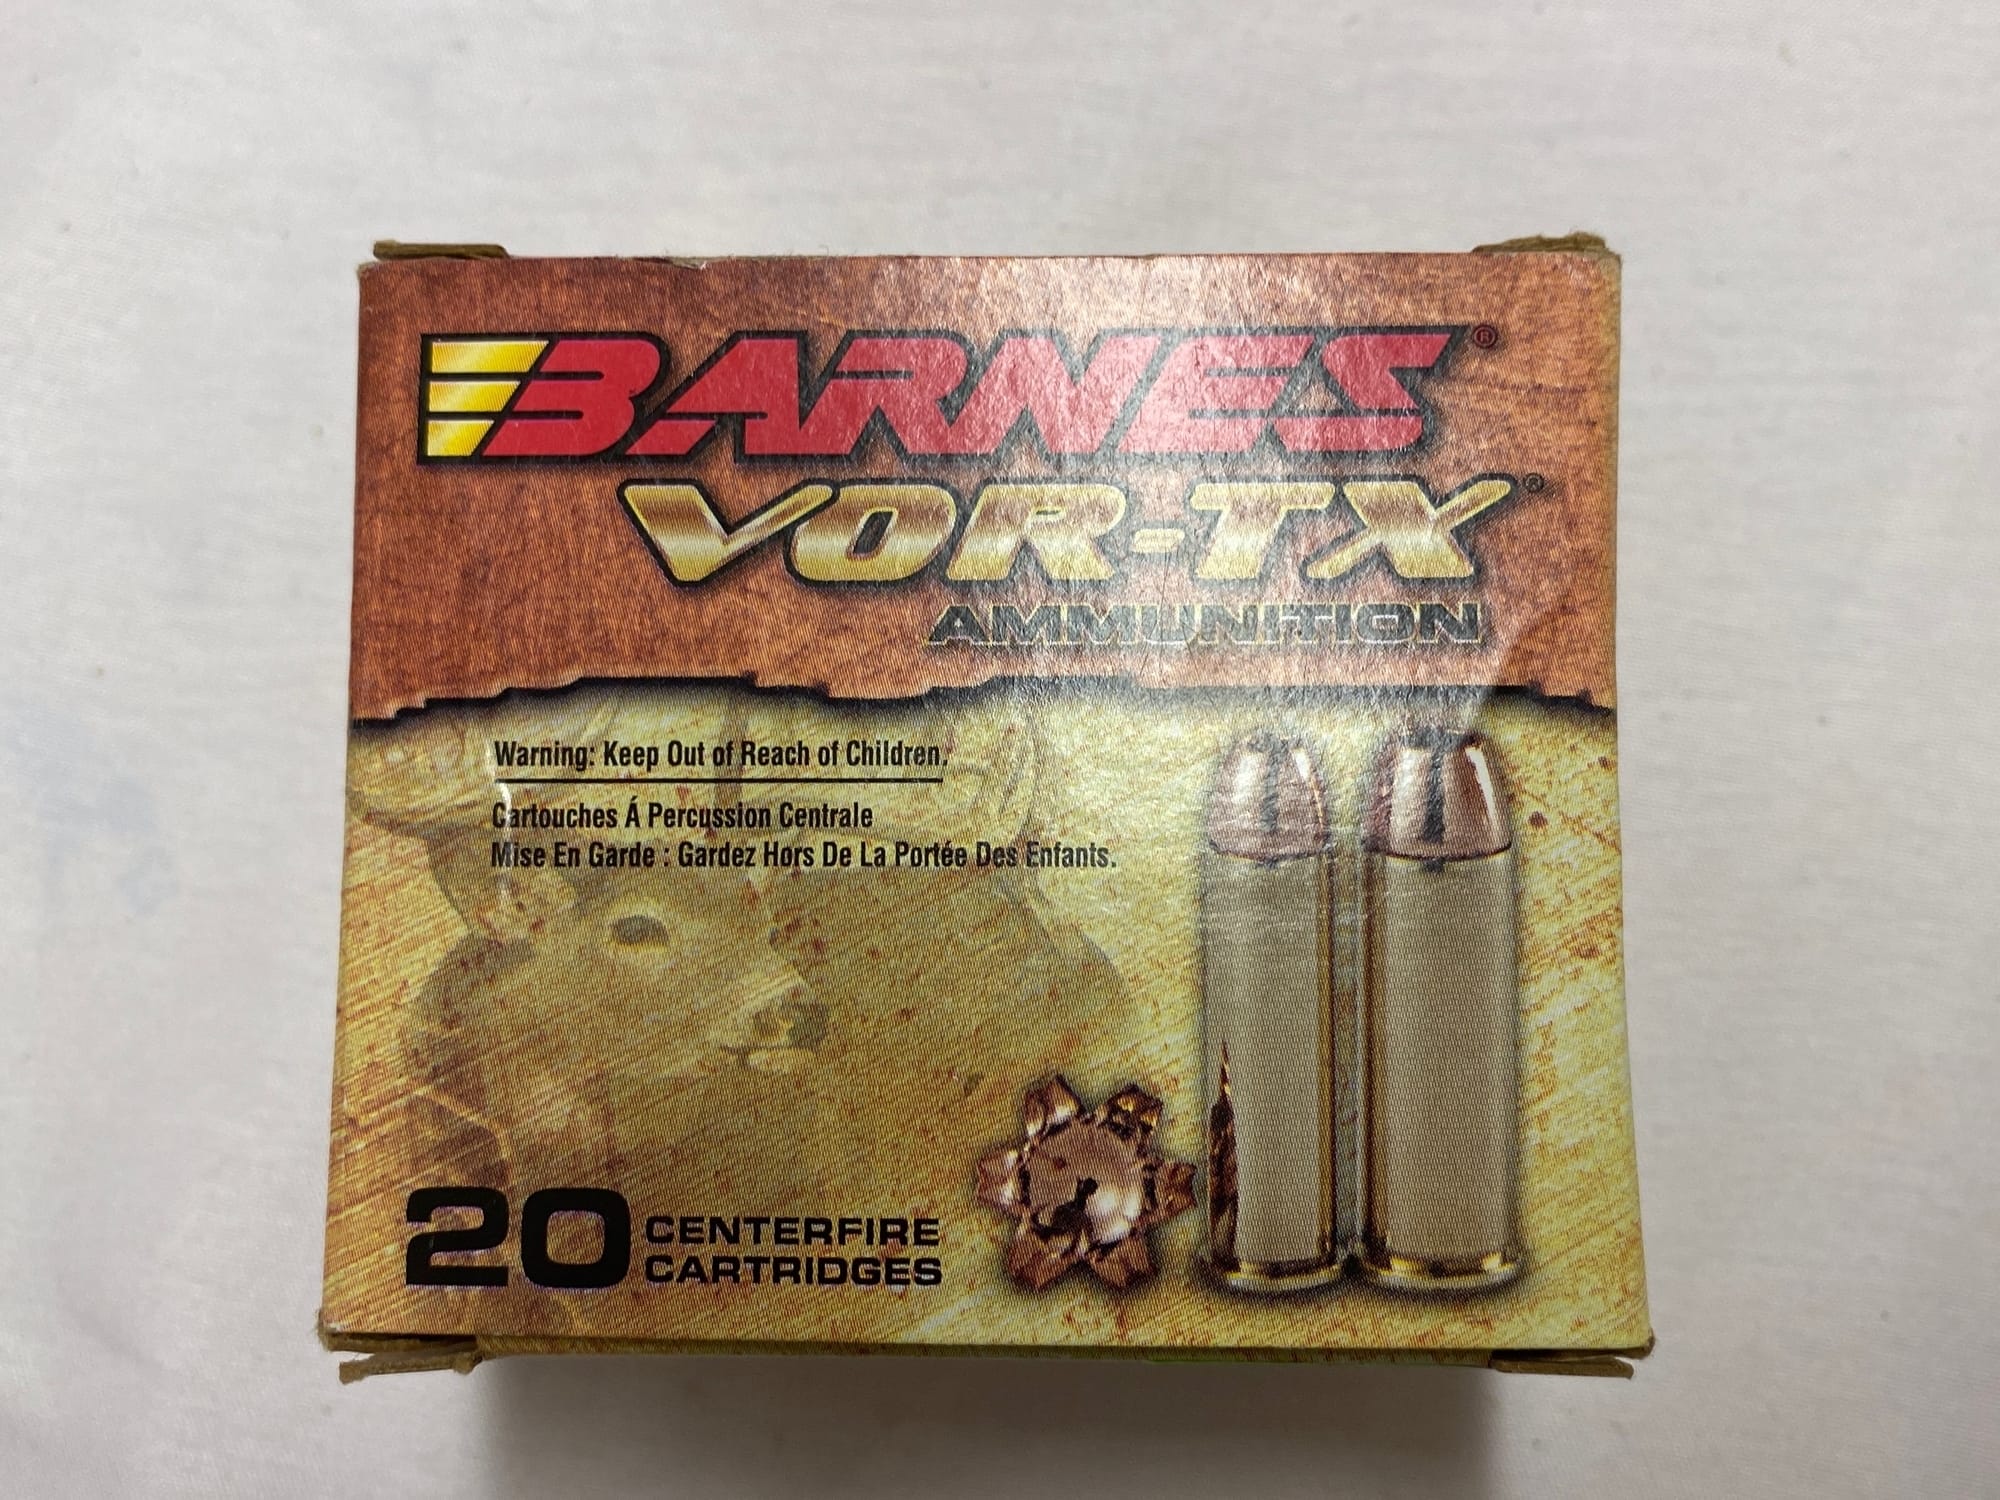 BARNES®
VOR-TX®
AMMUNITION
Warning: Keep Out of Reach of Children.
Cartouches Á Percussion Centrale
Mise En Garde : Gardez Hors De La Portée Des Enfants.
20 CENTERFIRE
CARTRIDGES